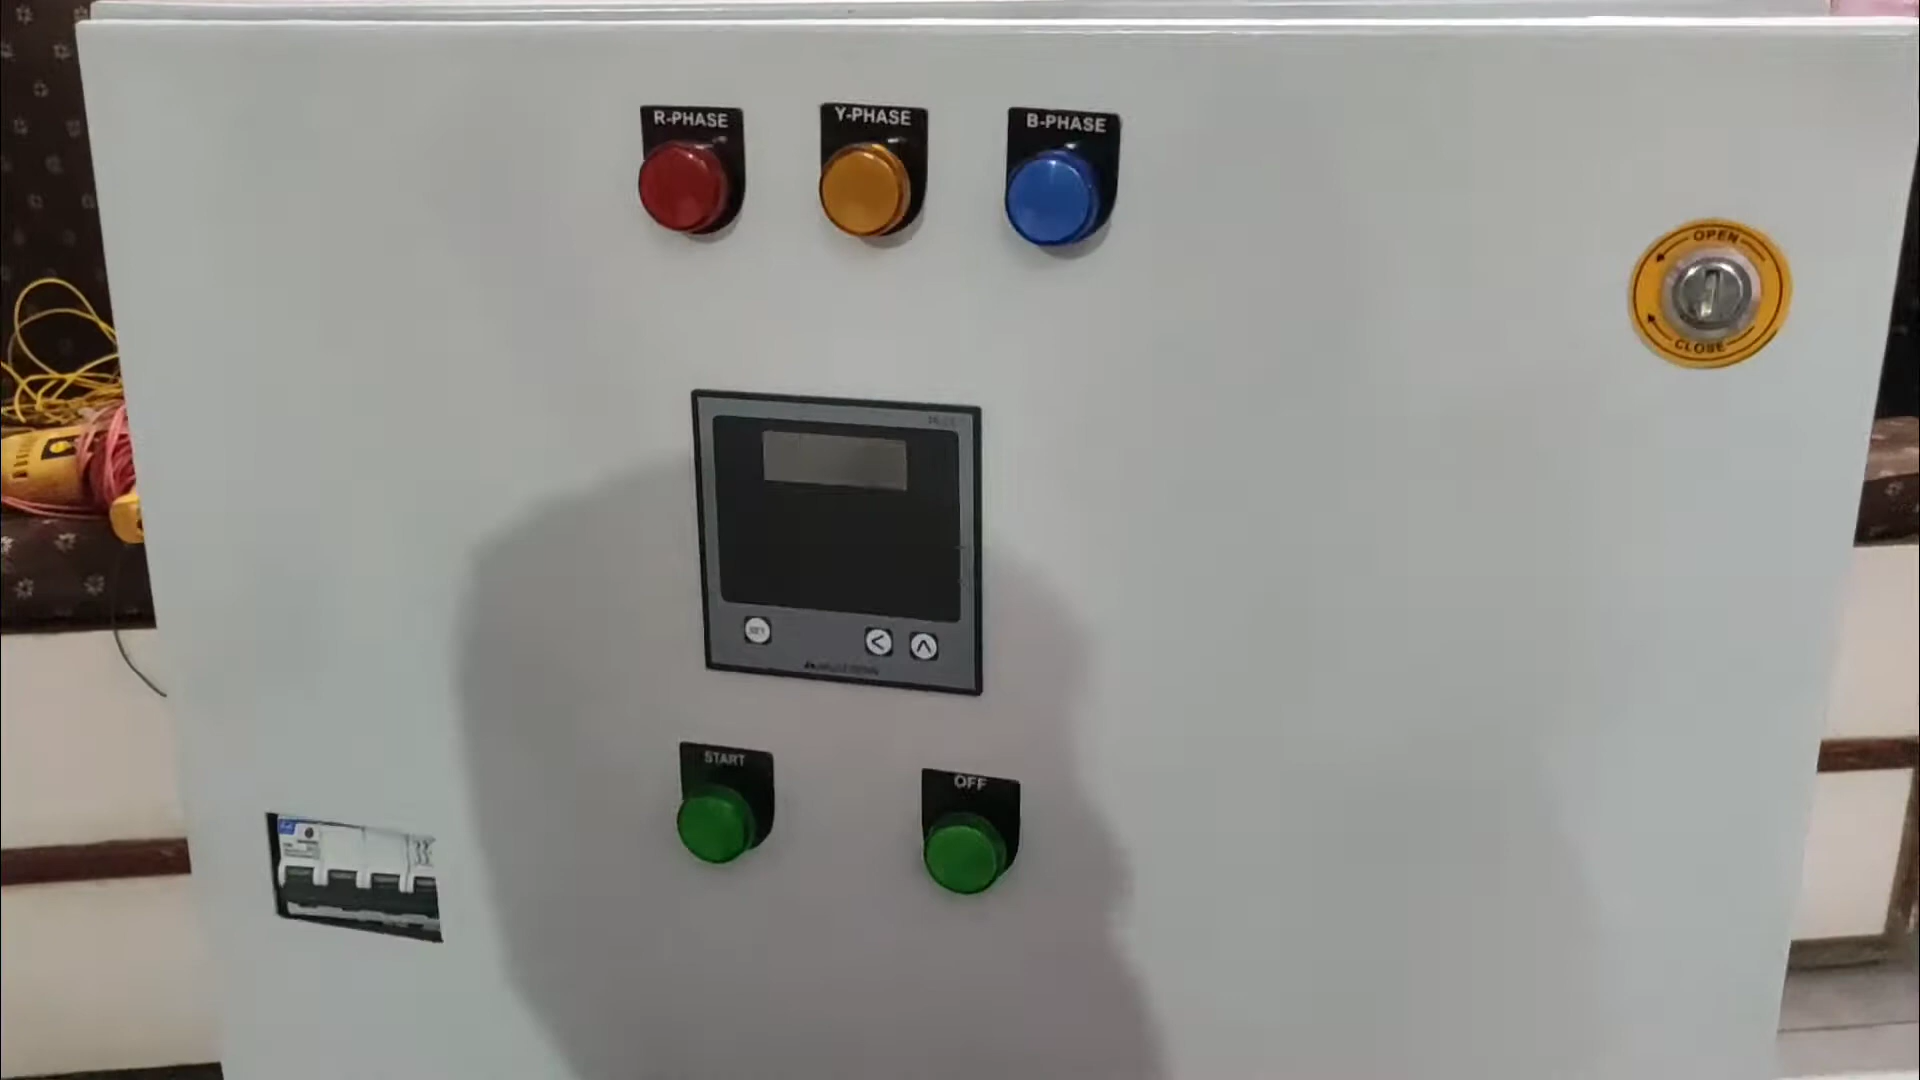 R-PHASE
Y-PHASE
B-PHASE
OPEN
CLOSE
SET
START
OFF